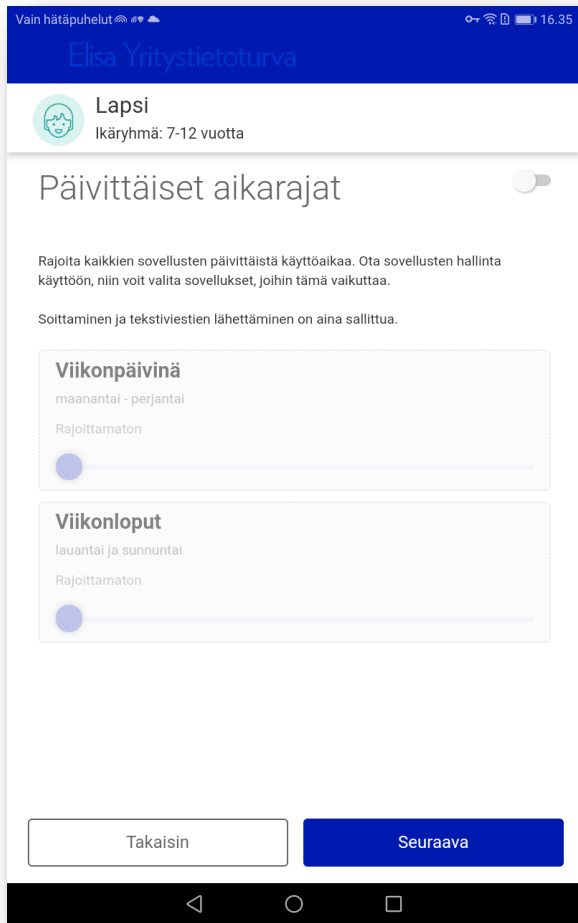 Vain hätäpuhelut 16.35
Elisa Yritystietoturva
Lapsi
Ikäryhmä: 7-12 vuotta
Päivittäiset aikarajat
Rajoita kaikkien sovellusten päivittäistä käyttöaikaa. Ota sovellusten hallinta
käyttöön, niin voit valita sovellukset, joihin tämä vaikuttaa.
Soittaminen ja tekstiviestien lähettäminen on aina sallittua.
Viikonpäivinä
maanantai - perjantai
Rajoittamaton
Viikonloput
lauantai ja sunnuntai
Rajoittamaton
Takaisin
Seuraava